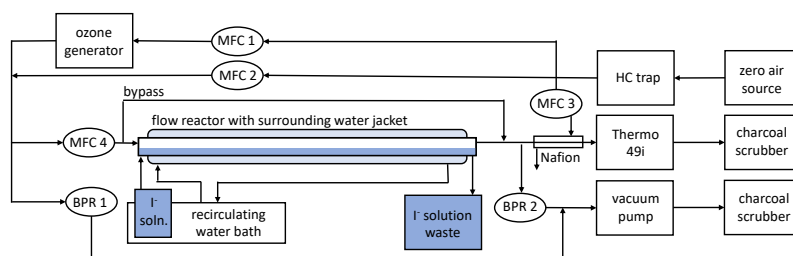 ozone
generator
MFC 1
MFC 2
HC trap
zero air
source
bypass
MFC 3
flow reactor with surrounding water jacket
MFC 4
Nafion
Thermo
49i
charcoal
scrubber
BPR 1
I⁻
soln.
recirculating
water bath
I⁻ solution
waste
BPR 2
vacuum
pump
charcoal
scrubber